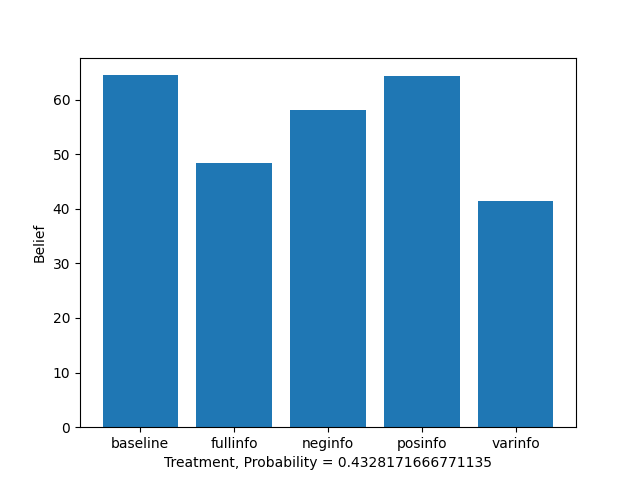 60
50
40
30
20
10
0
Belief
baseline fullinfo neginfo posinfo varinfo
Treatment, Probability = 0.4328171666771135